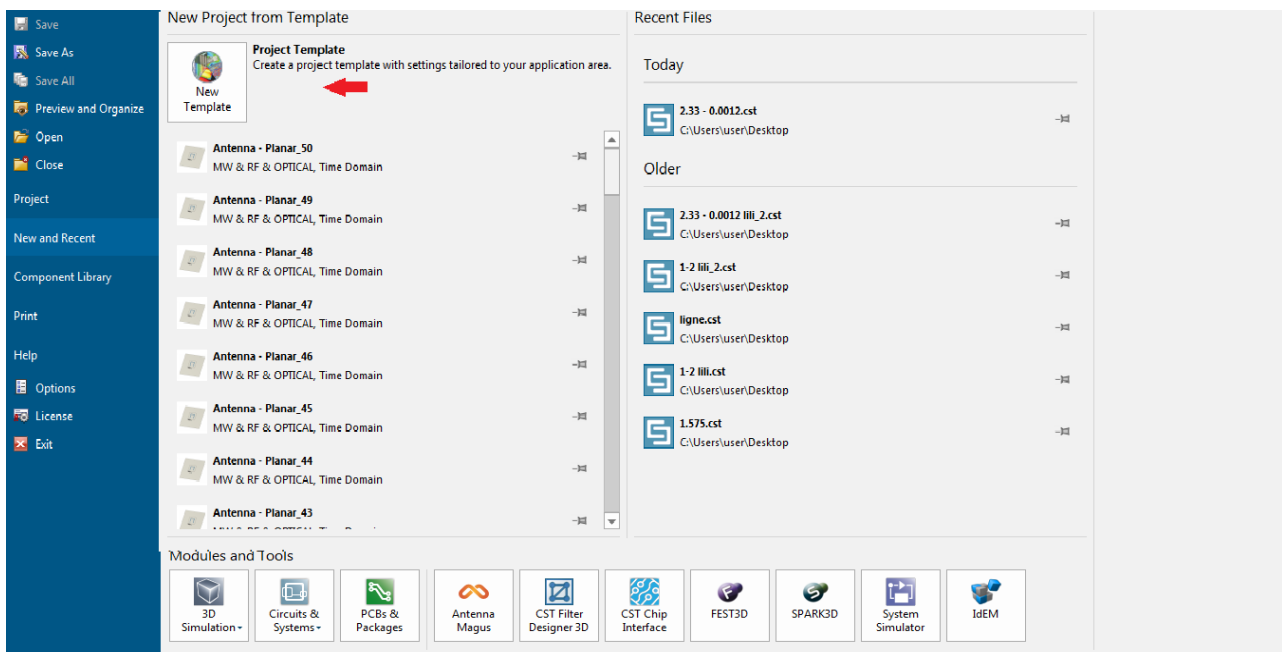 Save
Save As
Save All
Preview and Organize
Open
Close
Project
New and Recent
Component Library
Print
Help
Options
License
Exit
New Project from Template
New
Template
Project Template
Create a project template with settings tailored to your application area.
Antenna - Planar_50
MW & RF & OPTICAL, Time Domain
Antenna - Planar_49
MW & RF & OPTICAL, Time Domain
Antenna - Planar_48
MW & RF & OPTICAL, Time Domain
Antenna - Planar_47
MW & RF & OPTICAL, Time Domain
Antenna - Planar_46
MW & RF & OPTICAL, Time Domain
Antenna - Planar_45
MW & RF & OPTICAL, Time Domain
Antenna - Planar_44
MW & RF & OPTICAL, Time Domain
Antenna - Planar_43
Recent Files
Today
2.33 - 0.0012.cst
C:\Users\user\Desktop
Older
2.33 - 0.0012 lili_2.cst
C:\Users\user\Desktop
1-2 lili_2.cst
C:\Users\user\Desktop
ligne.cst
C:\Users\user\Desktop
1-2 lili.cst
C:\Users\user\Desktop
1.575.cst
C:\Users\user\Desktop
Modules and Tools
3D
Simulation
Circuits &
Systems
PCBs &
Packages
Antenna
Magus
CST Filter
Designer 3D
CST Chip
Interface
FEST3D
SPARK3D
System
Simulator
IdEM